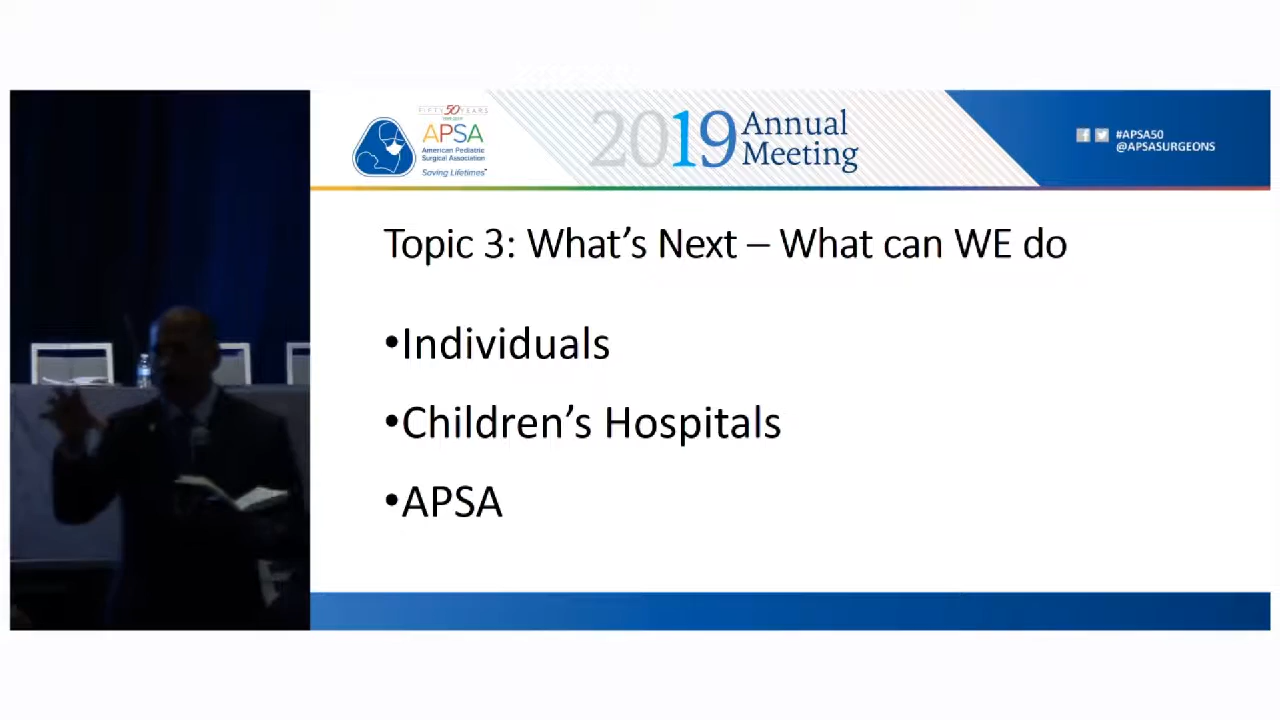 FIFTY 50 YEARS
APSA
American Pediatric
Surgical Association
Saving Lifetimes
2019 Annual
Meeting
#APSA50
@APSASURGEONS
Topic 3: What’s Next – What can WE do
•Individuals
•Children’s Hospitals
•APSA